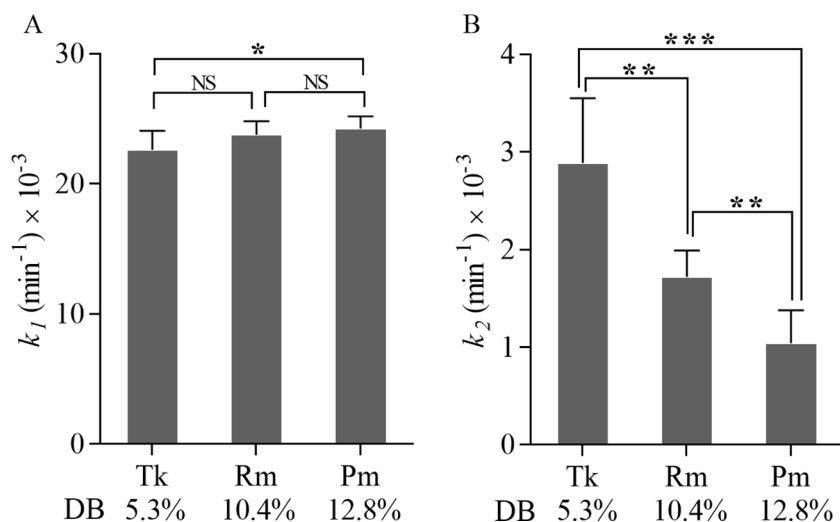 A
k1 (min-1) × 10-3
30
20
10
0
*
NS NS
Tk Rm Pm
DB 5.3% 10.4% 12.8%
B
k2 (min-1) × 10-3
4
3
2
1
0
***
**
**
Tk Rm Pm
DB 5.3% 10.4% 12.8%